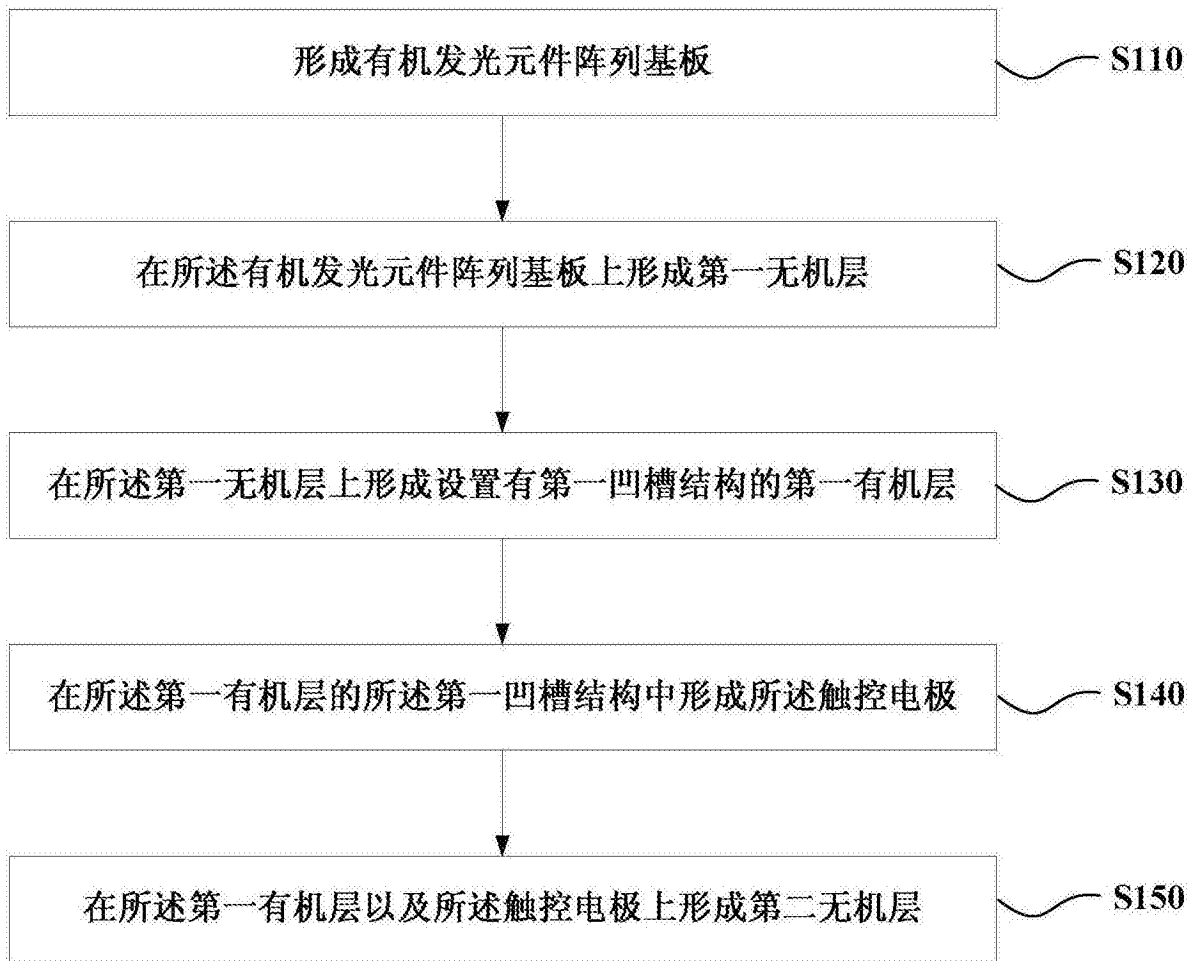 形成有机发光元件阵列基板
S110
在所述有机发光元件阵列基板上形成第一无机层
S120
在所述第一无机层上形成设置有第一凹槽结构的第一有机层
S130
在所述第一有机层的所述第一凹槽结构中形成所述触控电极
S140
在所述第一有机层以及所述触控电极上形成第二无机层
S150